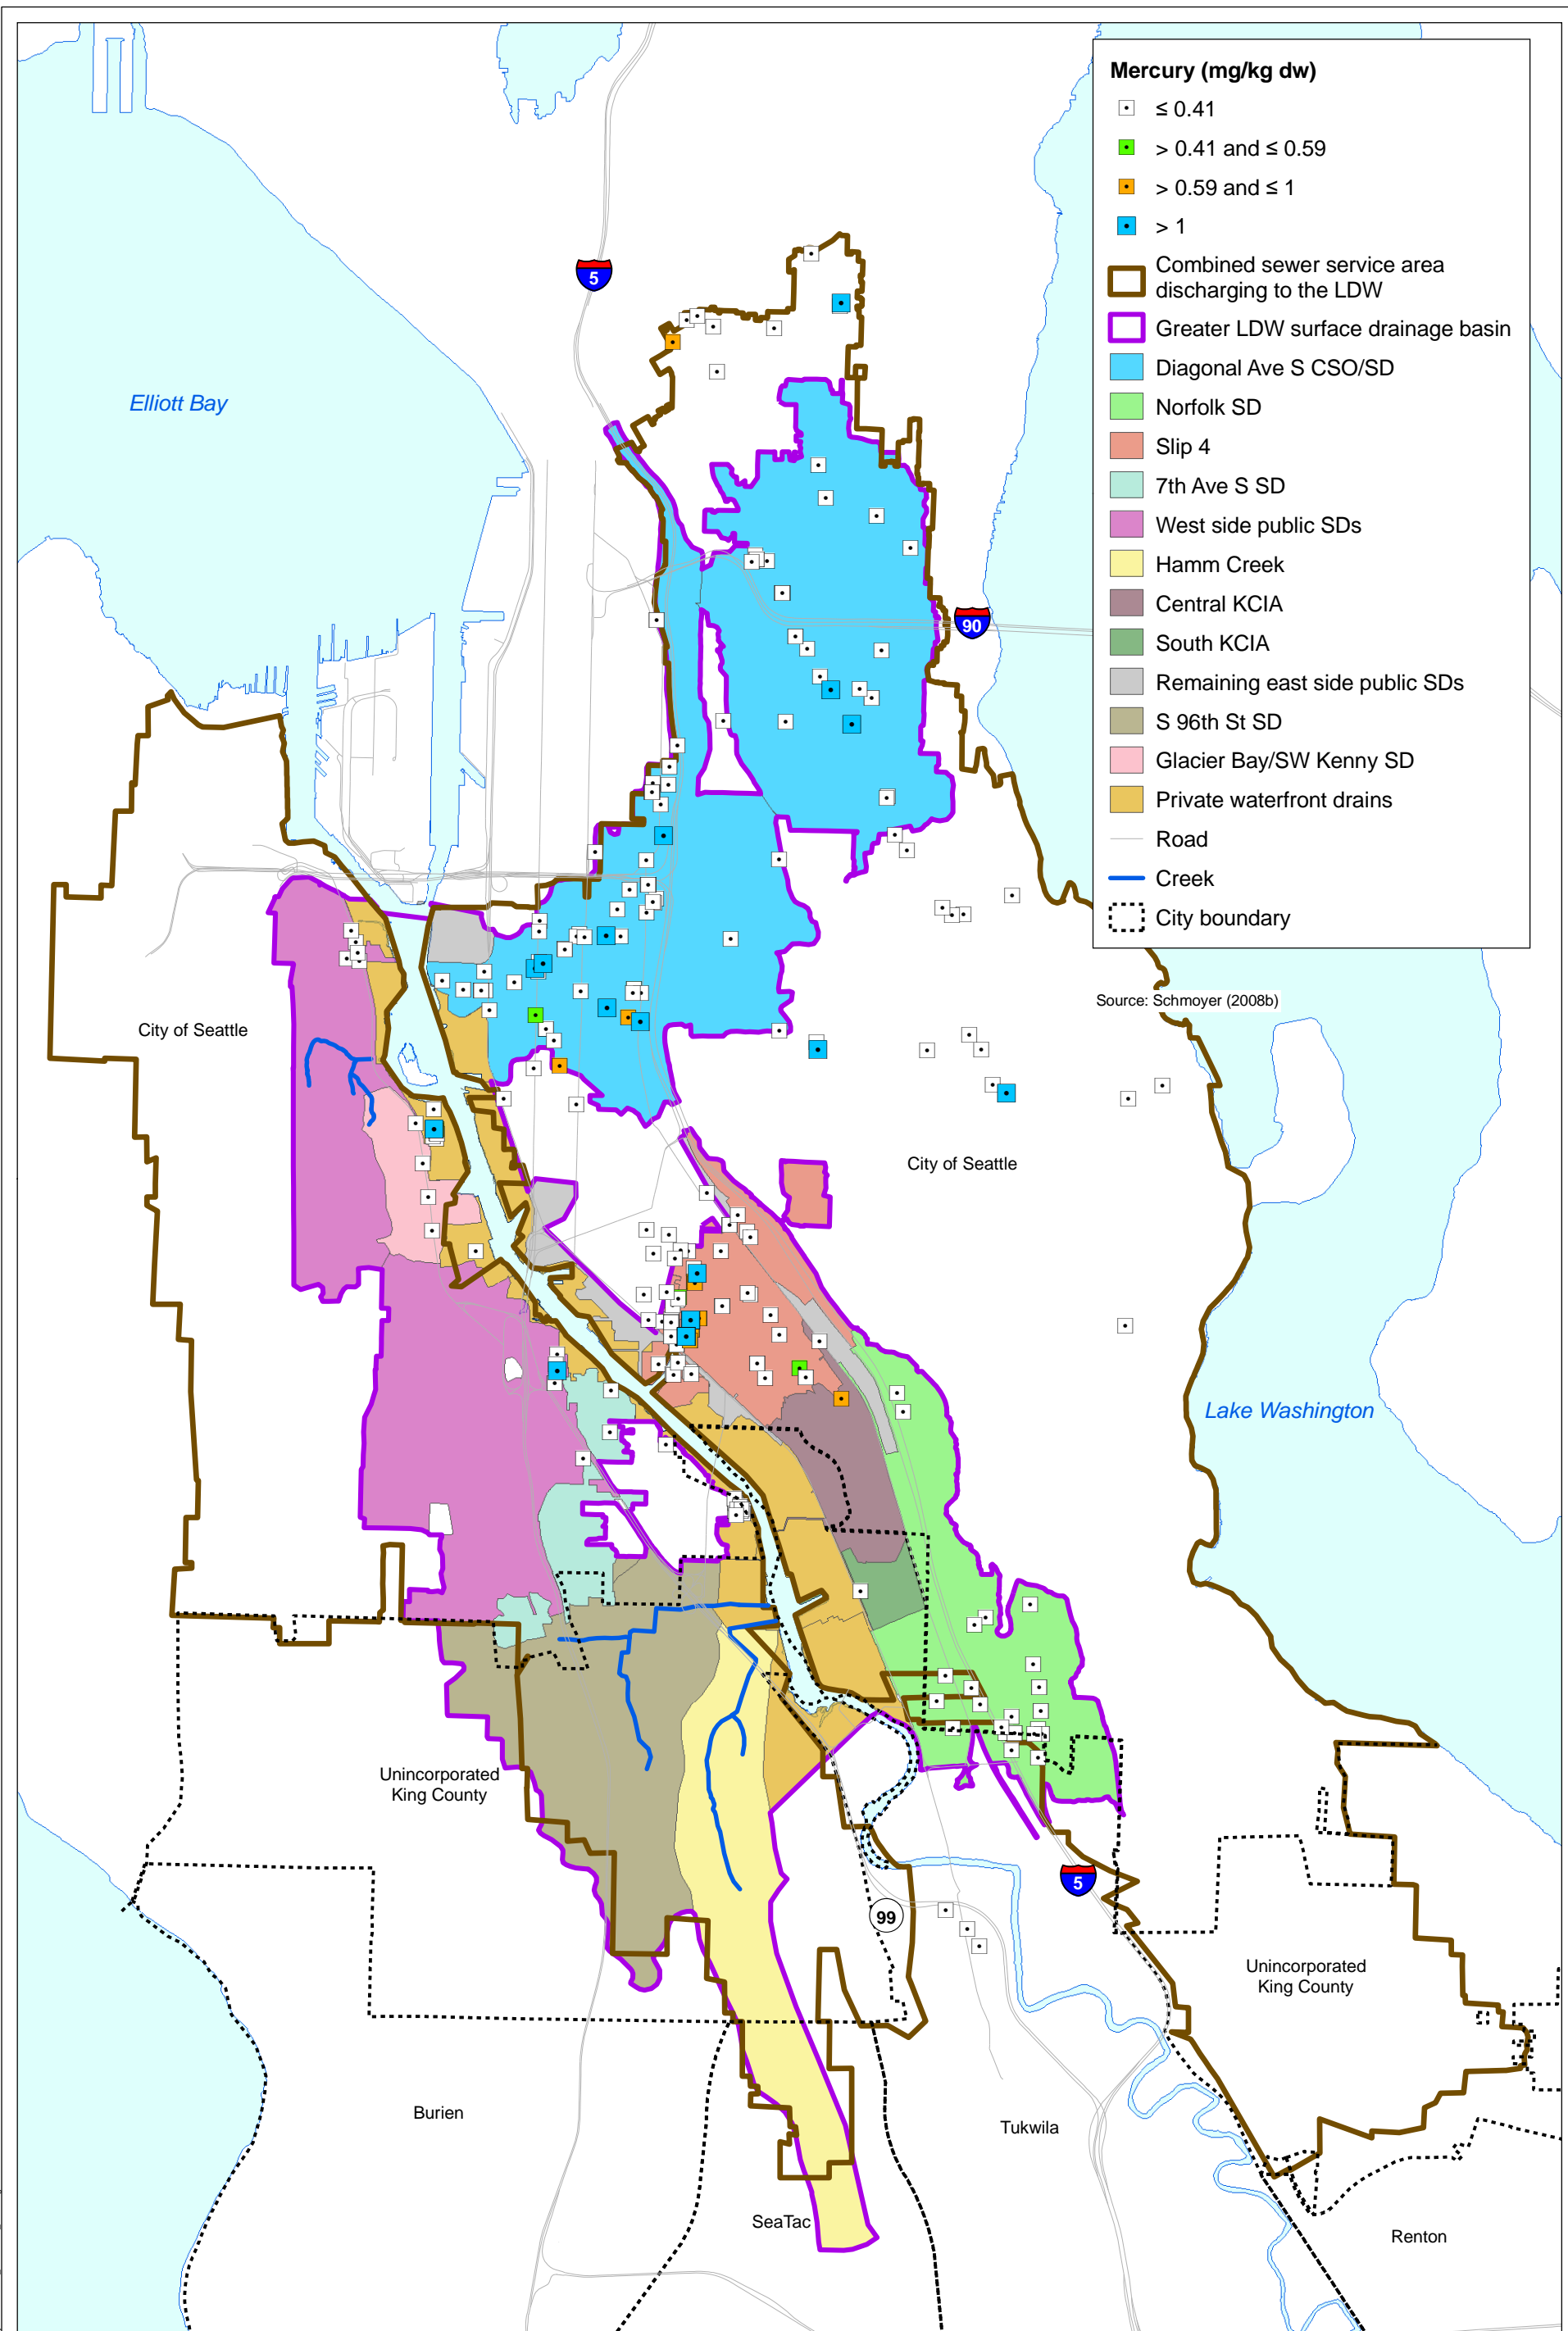 Mercury (mg/kg dw)
≤ 0.41
> 0.41 and ≤ 0.59
> 0.59 and ≤ 1
> 1
Combined sewer service area
discharging to the LDW
Greater LDW surface drainage basin
Diagonal Ave S CSO/SD
Norfolk SD
Slip 4
7th Ave S SD
West side public SDs
Hamm Creek
Central KCIA
South KCIA
Remaining east side public SDs
S 96th St SD
Glacier Bay/SW Kenny SD
Private waterfront drains
Road
Creek
City boundary
5
Elliott Bay
90
Source: Schmoyer (2008b)
City of Seattle
City of Seattle
Lake Washington
Unincorporated
King County
5
99
Unincorporated
King County
Burien
Tukwila
SeaTac
Renton